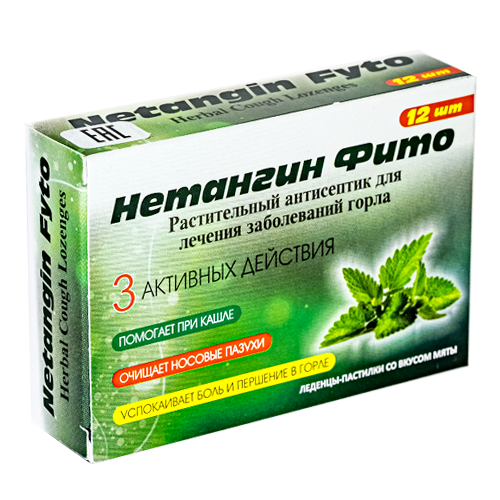 Netangin Fyto
Herbal Cough Lozenges
12 шт
EAC
Netangin Fyto
Herbal Cough Lozenges
12 шт
Нетангин Фито
Растительный антисептик для
лечения заболеваний горла
3 АКТИВНЫХ ДЕЙСТВИЯ
ПОМОГАЕТ ПРИ КАШЛЕ
ОЧИЩАЕТ НОСОВЫЕ ПАЗУХИ
УСПОКАИВАЕТ БОЛЬ И ПЕРШЕНИЕ В ГОРЛЕ
ЛЕДЕНЦЫ-ПАСТИЛКИ СО ВКУСОМ МЯТЫ